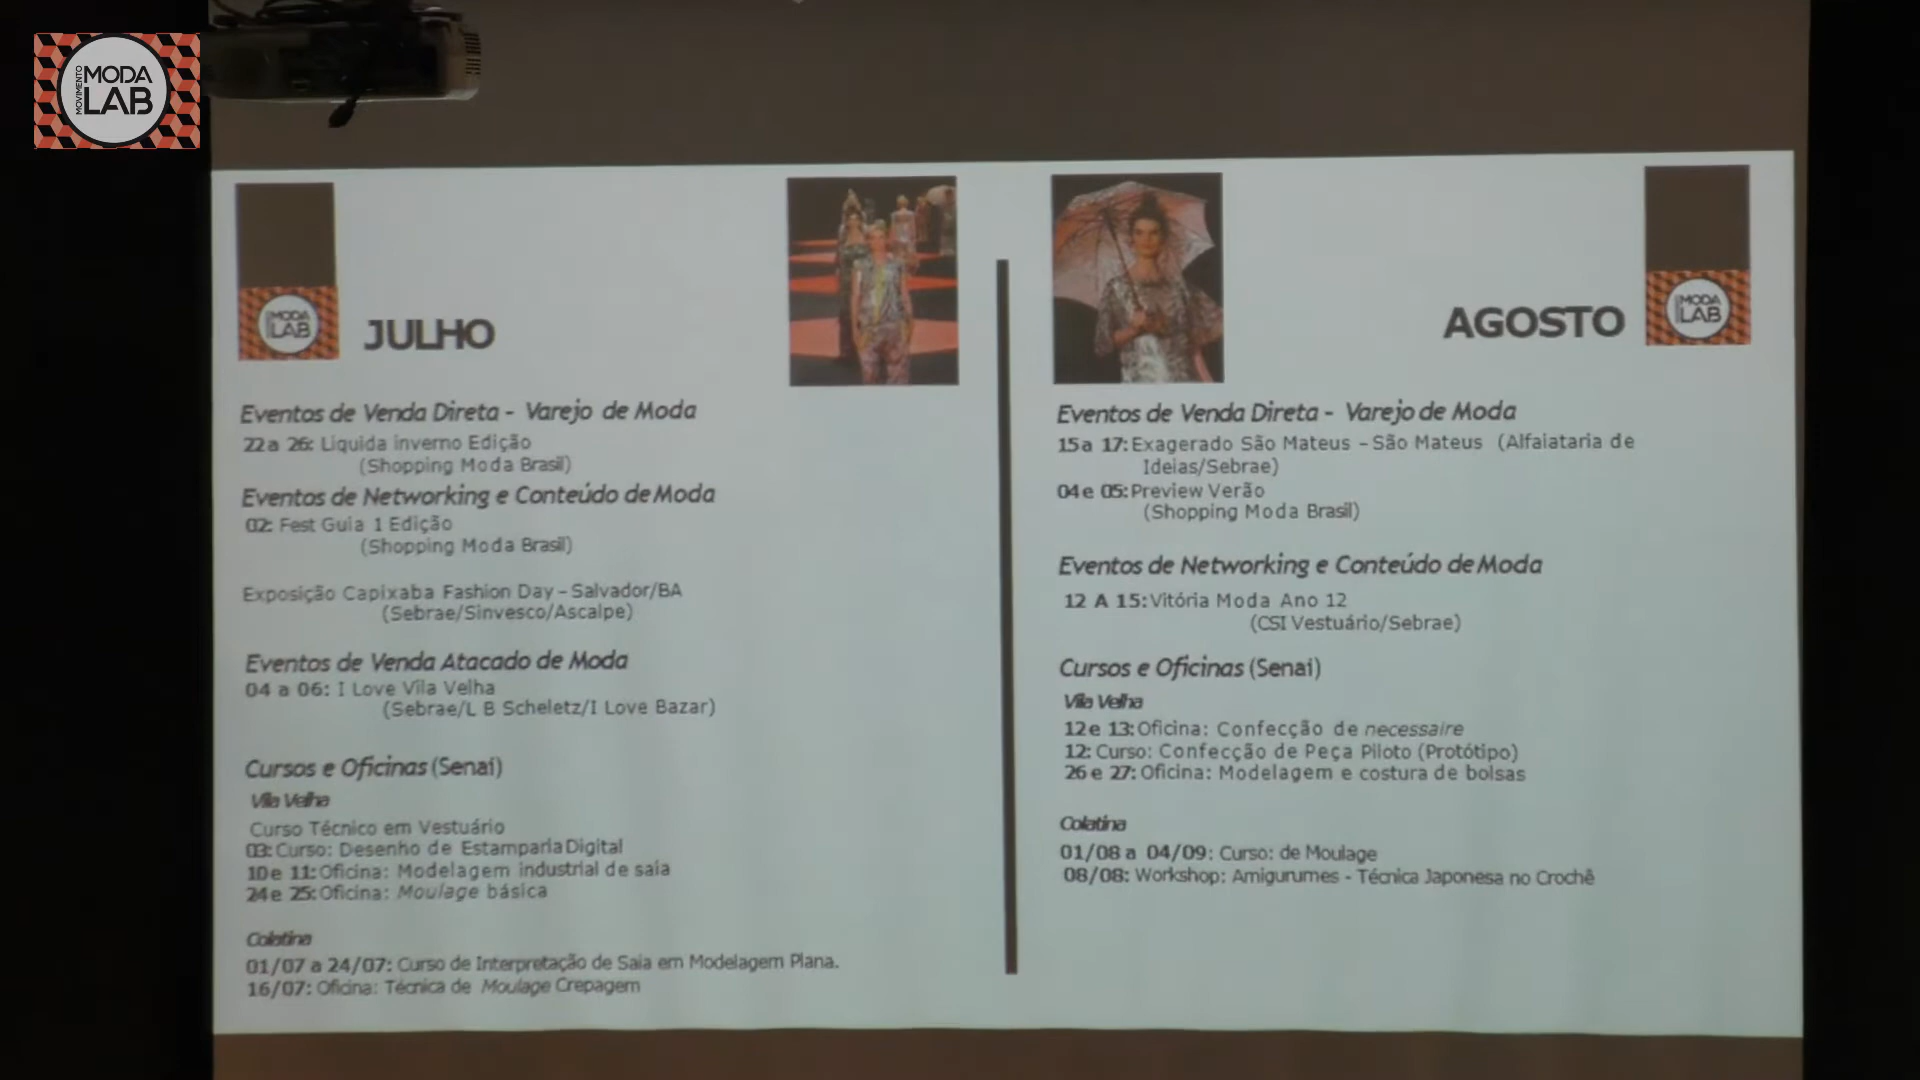 MOVIMENTO
MODA
LAB
MODA
LAB
JULHO
Eventos de Venda Direta - Varejo de Moda
22 a 26: Liquida inverno Edição
(Shopping Moda Brasil)
Eventos de Networking e Conteúdo de Moda
02: Fest Guia 1 Edição
(Shopping Moda Brasil)
Exposição Capixaba Fashion Day - Salvador/BA
(Sebrae/Sinvesco/Ascalpe)
Eventos de Venda Atacado de Moda
04 a 06: I Love Vila Velha
(Sebrae/L B Scheletz/I Love Bazar)
Cursos e Oficinas (Senai)
Vila Velha
Curso Técnico em Vestuário
03: Curso: Desenho de Estamparia Digital
10 e 11: Oficina: Modelagem industrial de saia
24 e 25: Oficina: Moulage básica
Colatina
01/07 a 24/07: Curso de Interpretação de Saia em Modelagem Plana.
16/07: Oficina: Técnica de Moulage Crepagem
AGOSTO
MODA
LAB
Eventos de Venda Direta - Varejo de Moda
15 a 17: Exagerado São Mateus - São Mateus (Alfaiataria de
Ideias/Sebrae)
04 e 05: Preview Verão
(Shopping Moda Brasil)
Eventos de Networking e Conteúdo de Moda
12 A 15: Vitória Moda Ano 12
(CSI Vestuário/Sebrae)
Cursos e Oficinas (Senai)
Vila Velha
12 e 13: Oficina: Confecção de necessaire
12: Curso: Confecção de Peça Piloto (Protótipo)
26 e 27: Oficina: Modelagem e costura de bolsas
Colatina
01/08 a 04/09: Curso: de Moulage
08/08: Workshop: Amigurumes - Técnica Japonesa no Crochê